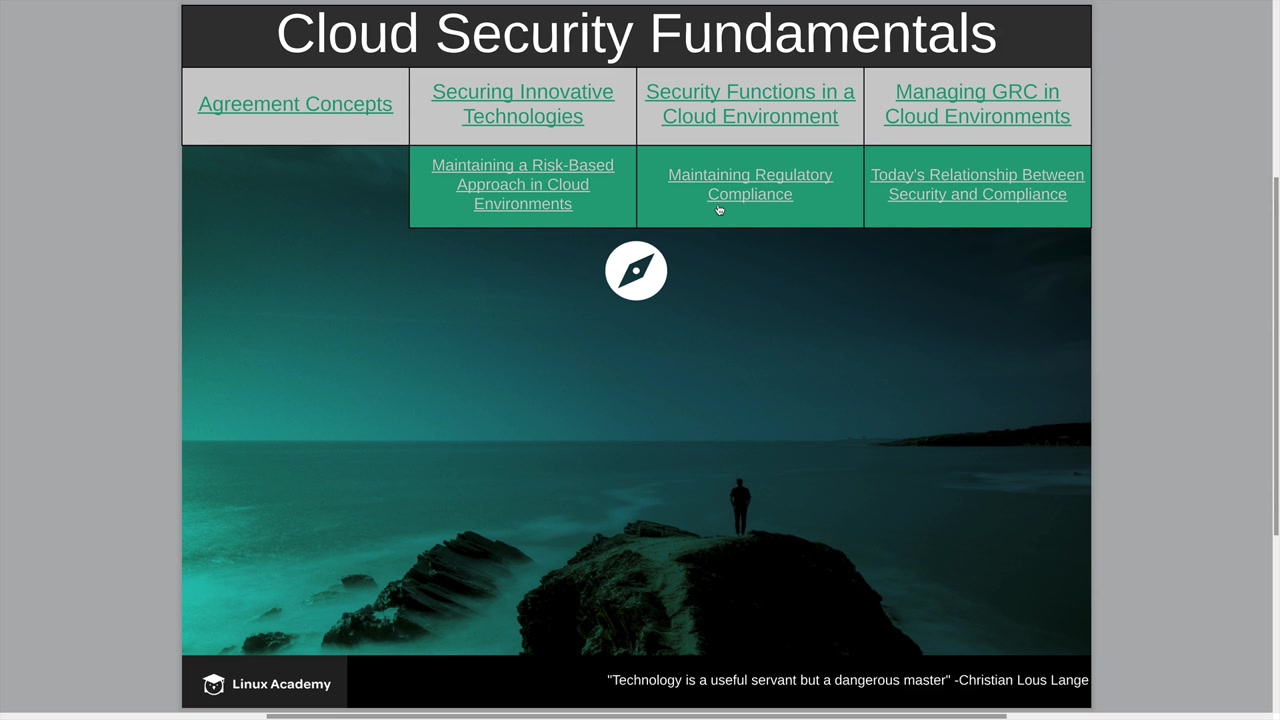 Cloud Security Fundamentals
Agreement Concepts
Securing Innovative
Technologies
Security Functions in a
Cloud Environment
Managing GRC in
Cloud Environments
Maintaining a Risk-Based
Approach in Cloud
Environments
Maintaining Regulatory
Compliance
Today's Relationship Between
Security and Compliance
Linux Academy
"Technology is a useful servant but a dangerous master" -Christian Lous Lange